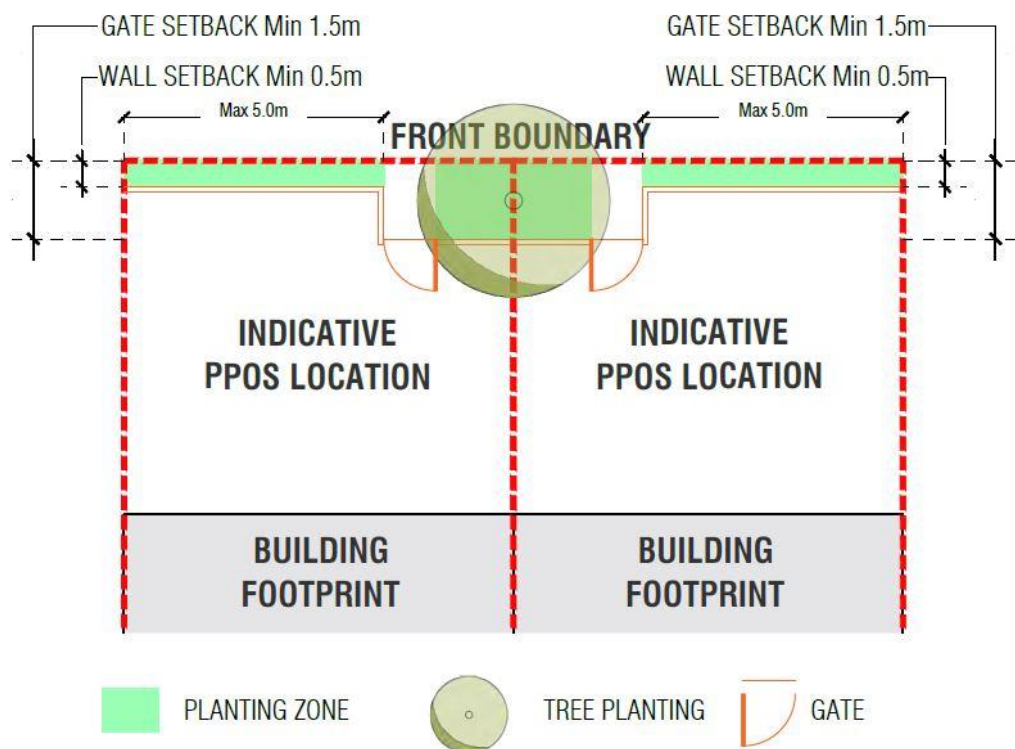 GATE SETBACK Min 1.5m
GATE SETBACK Min 1.5m
WALL SETBACK Min 0.5m
WALL SETBACK Min 0.5m
Max 5.0m
Max 5.0m
FRONT BOUNDARY
INDICATIVE
PPOS LOCATION
INDICATIVE
PPOS LOCATION
BUILDING
FOOTPRINT
BUILDING
FOOTPRINT
PLANTING ZONE
TREE PLANTING
GATE